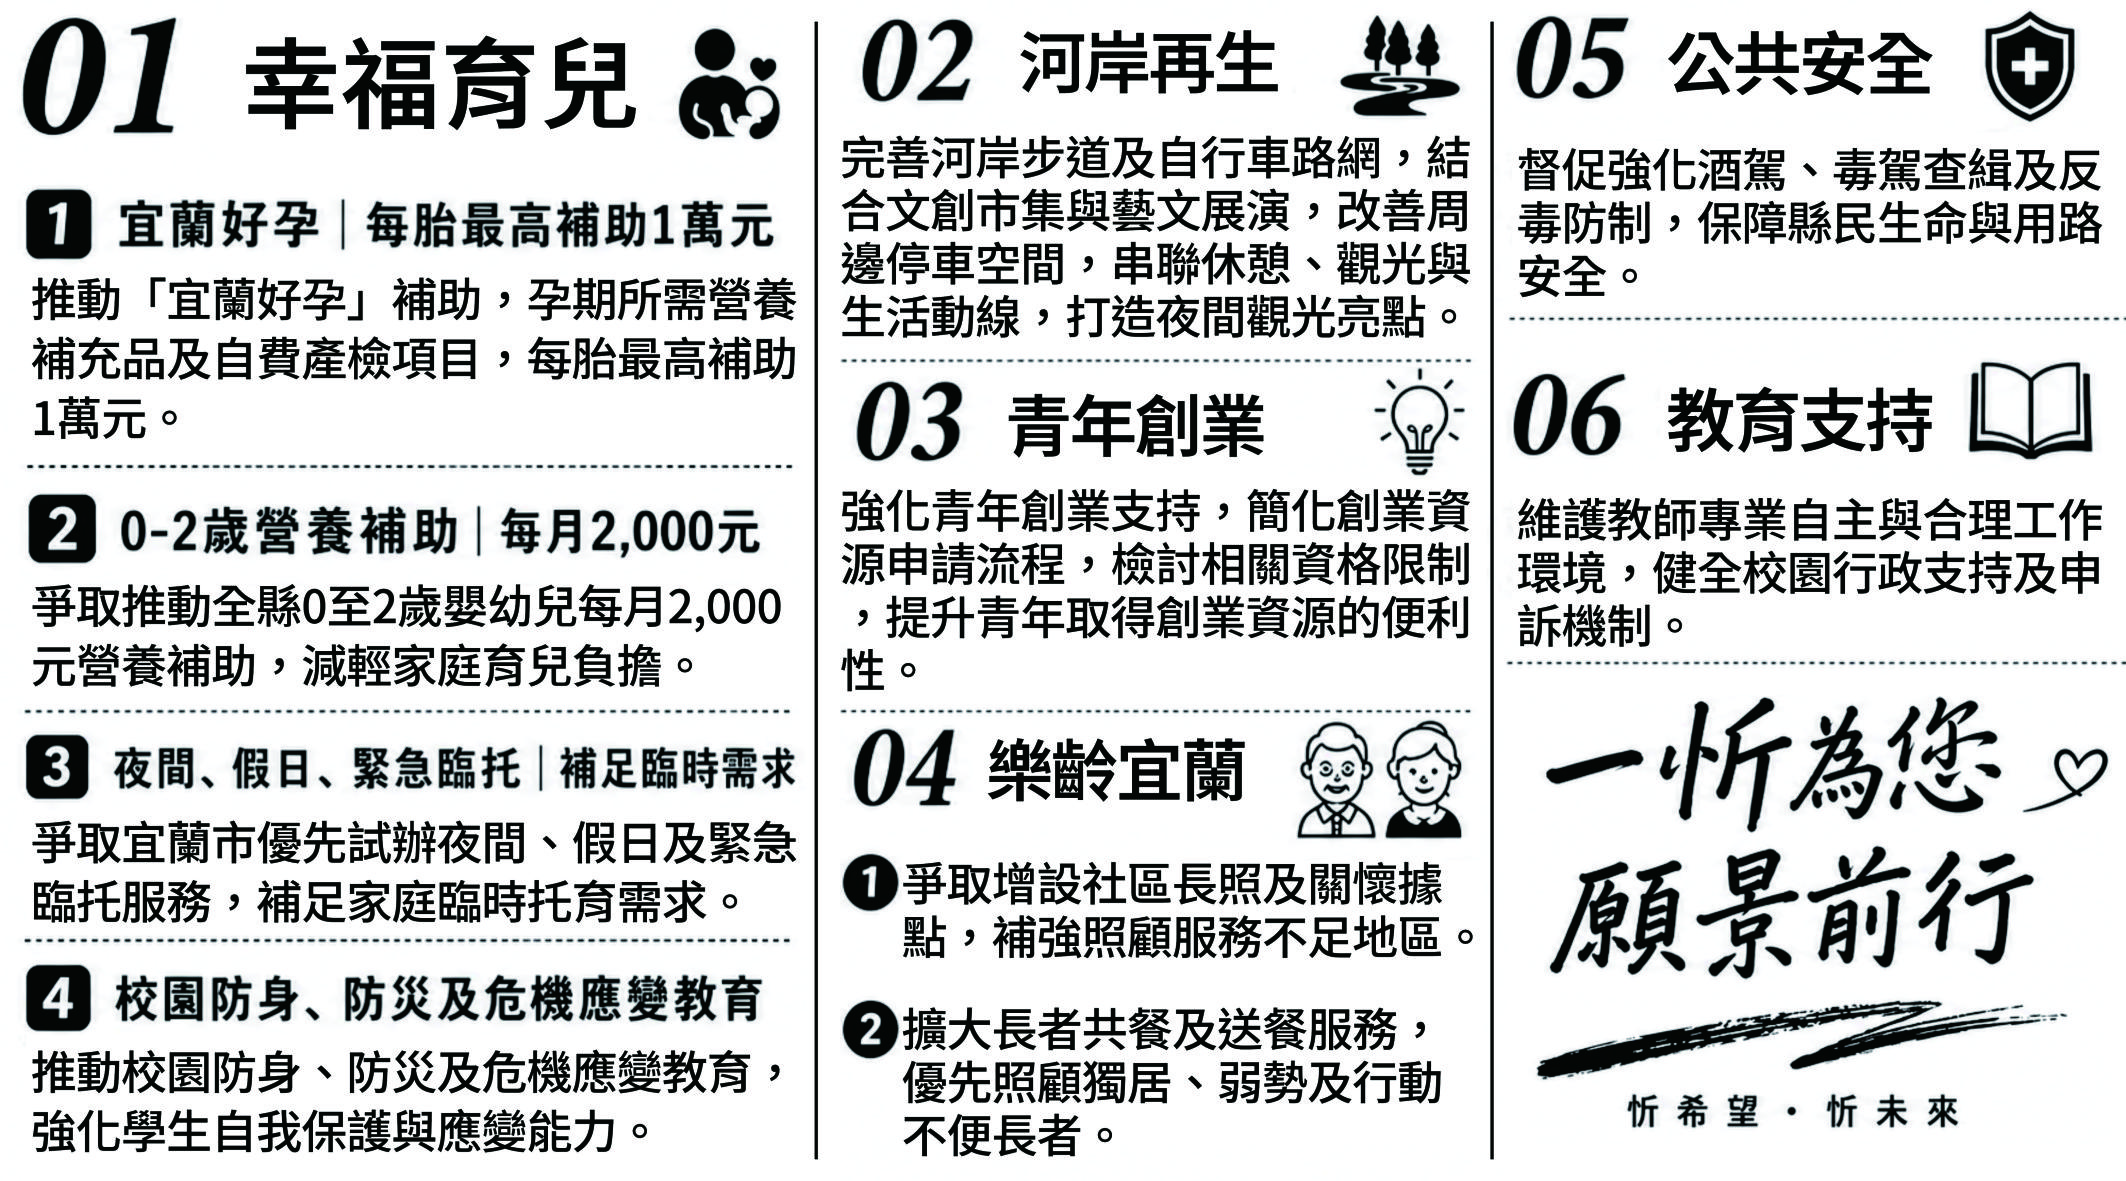 01 幸福育兒
1 宜蘭好孕｜每胎最高補助1萬元
推動「宜蘭好孕」補助，孕期所需營養
補充品及自費產檢項目，每胎最高補助
1萬元。
2 0-2歲營養補助｜每月2,000元
爭取推動全縣0至2歲嬰幼兒每月2,000
元營養補助，減輕家庭育兒負擔。
3 夜間、假日、緊急臨托｜補足臨時需求
爭取宜蘭市優先試辦夜間、假日及緊急
臨托服務，補足家庭臨時托育需求。
4 校園防身、防災及危機應變教育
推動校園防身、防災及危機應變教育，
強化學生自我保護與應變能力。
02 河岸再生
完善河岸步道及自行車路網，結
合文創市集與藝文展演，改善周
邊停車空間，串聯休憩、觀光與
生活動線，打造夜間觀光亮點。
03 青年創業
強化青年創業支持，簡化創業資
源申請流程，檢討相關資格限制
，提升青年取得創業資源的便利
性。
04 樂齡宜蘭
1 爭取增設社區長照及關懷據
點，補強照顧服務不足地區。
2 擴大長者共餐及送餐服務，
優先照顧獨居、弱勢及行動
不便長者。
05 公共安全
督促強化酒駕、毒駕查緝及反
毒防制，保障縣民生命與用路
安全。
06 教育支持
維護教師專業自主與合理工作
環境，健全校園行政支持及申
訴機制。
一忻為您
願景前行
忻希望・忻未來